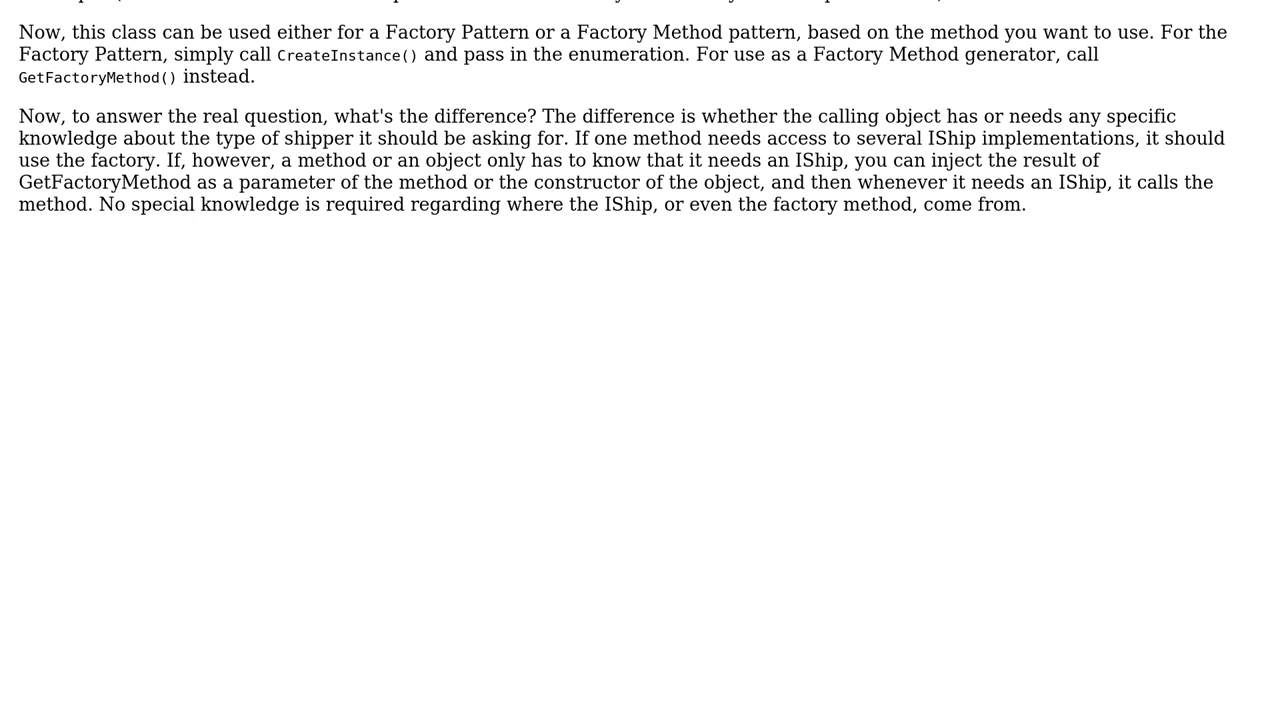 Now, this class can be used either for a Factory Pattern or a Factory Method pattern, based on the method you want to use. For the
Factory Pattern, simply call CreateInstance() and pass in the enumeration. For use as a Factory Method generator, call
GetFactoryMethod() instead.
Now, to answer the real question, what's the difference? The difference is whether the calling object has or needs any specific
knowledge about the type of shipper it should be asking for. If one method needs access to several IShip implementations, it should
use the factory. If, however, a method or an object only has to know that it needs an IShip, you can inject the result of
GetFactoryMethod as a parameter of the method or the constructor of the object, and then whenever it needs an IShip, it calls the
method. No special knowledge is required regarding where the IShip, or even the factory method, come from.